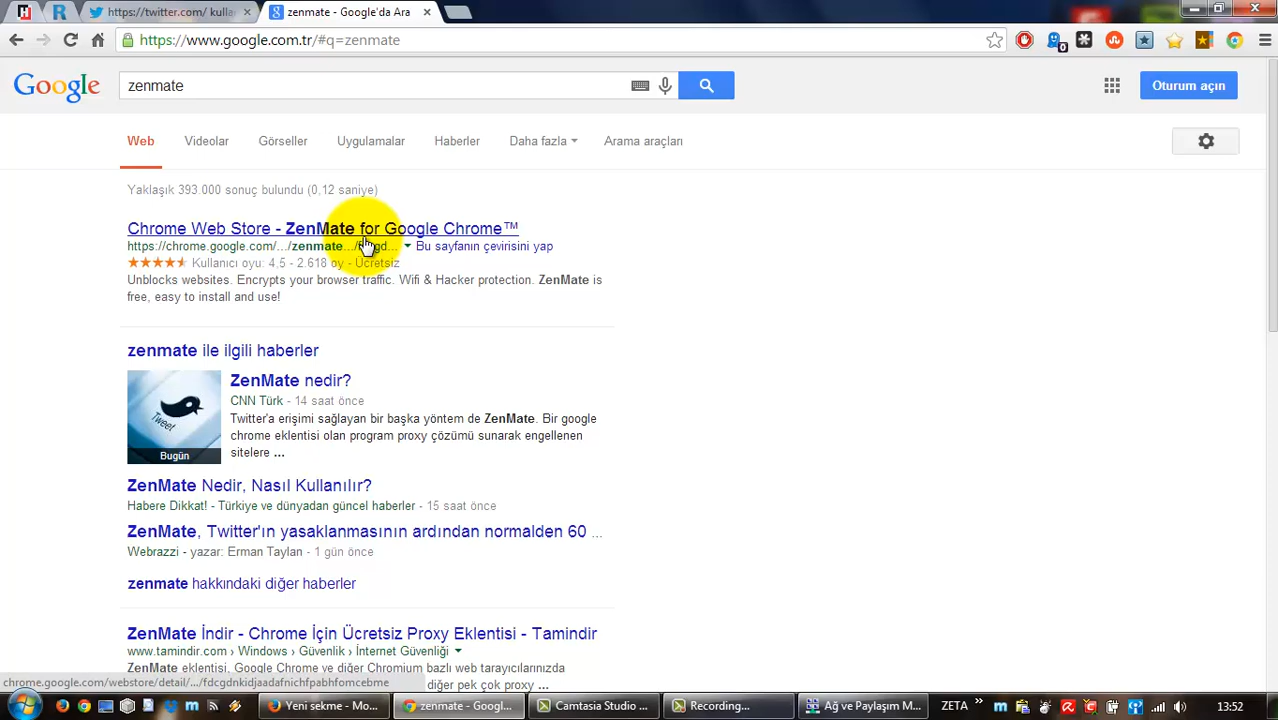 https://twitter.com/ kulla
zenmate - Google'da Ara
https://www.google.com.tr/#q=zenmate
0
Google
zenmate
Oturum açın
Web
Videolar
Görseller
Uygulamalar
Haberler
Daha fazla
Arama araçları
Yaklaşık 393.000 sonuç bulundu (0,12 saniye)
Chrome Web Store - ZenMate for Google Chrome™
https://chrome.google.com/.../zenmate... Bu sayfanın çevirisini yap
Kullanıcı oyu: 4,5 - 2.618 oy - Ücretsiz
Unblocks websites. Encrypts your browser traffic. Wifi & Hacker protection. ZenMate is
free, easy to install and use!
zenmate ile ilgili haberler
ZenMate nedir?
CNN Türk - 14 saat önce
Twitter'a erişimi sağlayan bir başka yöntem de ZenMate. Bir google
chrome eklentisi olan program proxy çözümü sunarak engellenen
sitelere ...
Tweet
Bugün
ZenMate Nedir, Nasıl Kullanılır?
Habere Dikkat! - Türkiye ve dünyadan güncel haberler - 15 saat önce
ZenMate, Twitter'ın yasaklanmasının ardından normalden 60 ...
Webrazzi - yazar: Erman Taylan - 1 gün önce
zenmate hakkındaki diğer haberler
ZenMate İndir - Chrome İçin Ücretsiz Proxy Eklentisi - Tamindir
www.tamindir.com › Windows › Güvenlik › İnternet Güvenliği
ZenMate eklentisi, Google Chrome ve diğer Chromium bazlı web tarayıcılarınızda
diğer pek çok proxy ...
chrome.google.com/webstore/detail/.../fdcgdnkidjaadafnichfpabhfomcebme
Yeni sekme - Mo...
zenmate - Googl...
Camtasia Studio ...
Recording...
Ağ ve Paylaşım M...
ZETA
13:52